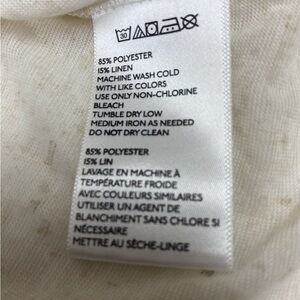 30
85% POLYESTER
15% LINEN
MACHINE WASH COLD
WITH LIKE COLORS
USE ONLY NON-CHLORINE
BLEACH
TUMBLE DRY LOW
MEDIUM IRON AS NEEDED
DO NOT DRY CLEAN
85% POLYESTER
15% LIN
LAVAGE EN MACHINE À
TEMPÉRATURE FROIDE
AVEC COULEURS SIMILAIRES
UTILISER UN AGENT DE
BLANCHIMENT SANS CHLORE SI
NÉCESSAIRE
METTRE AU SÈCHE-LINGE